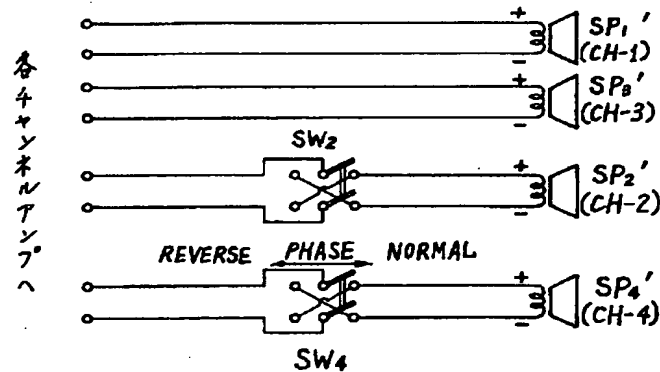 各チャンネルアンプへ
+
SP₁′
(CH-1)
−
+
SP₃′
(CH-3)
−
SW₂
+
SP₂′
(CH-2)
−
REVERSE PHASE NORMAL
+
SP₄′
(CH-4)
−
SW₄